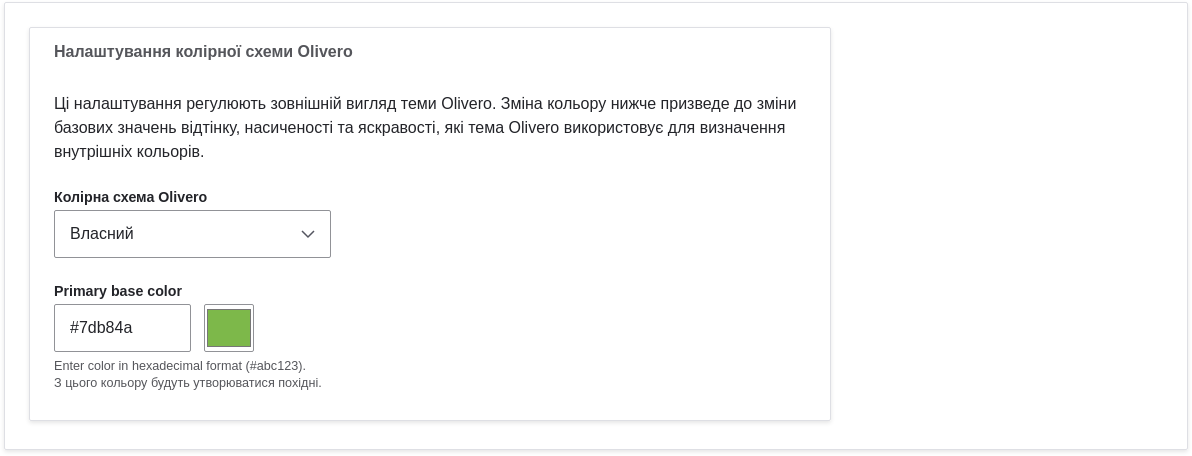 Налаштування колірної схеми Olivero
Ці налаштування регулюють зовнішній вигляд теми Olivero. Зміна кольору нижче призведе до зміни
базових значень відтінку, насиченості та яскравості, які тема Olivero використовує для визначення
внутрішніх кольорів.
Колірна схема Olivero
Власний
Primary base color
#7db84a
Enter color in hexadecimal format (#abc123).
З цього кольору будуть утворюватися похідні.